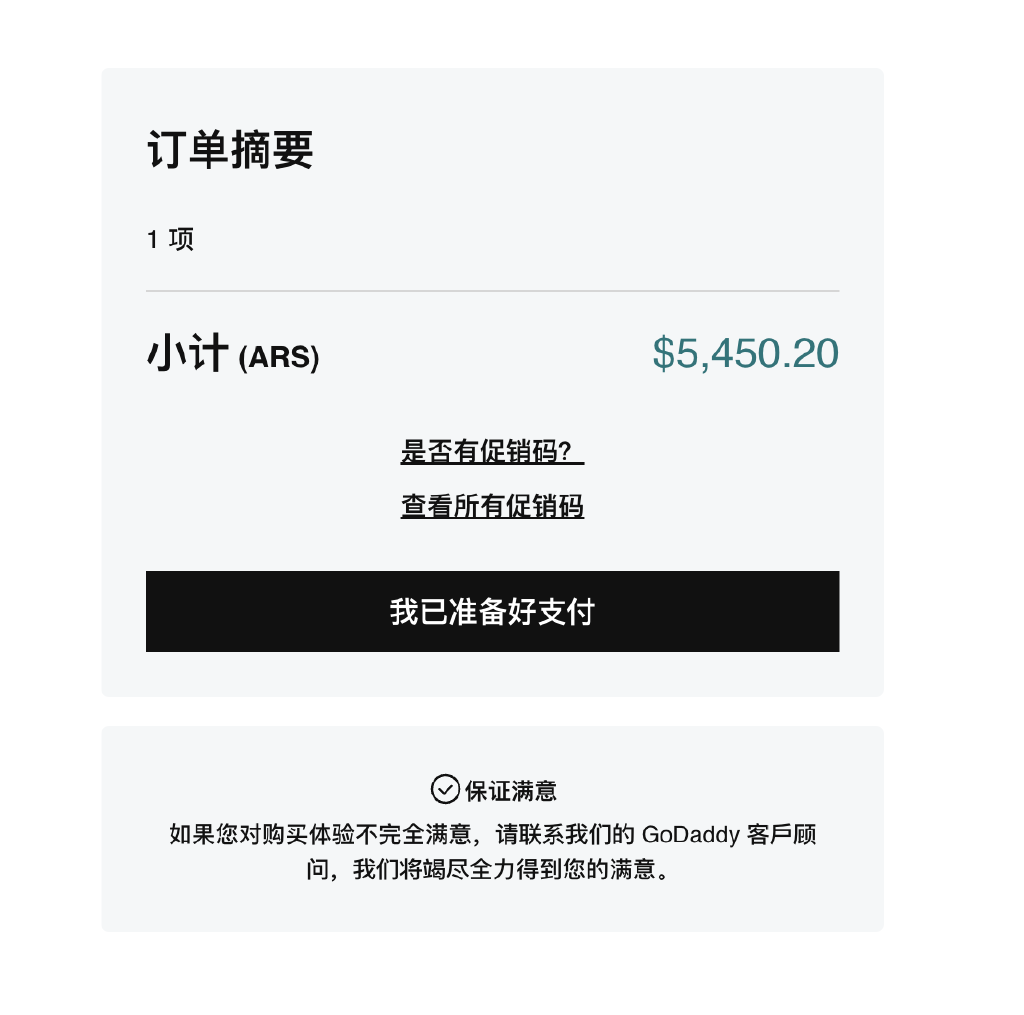 订单摘要
1 项
小计 (ARS) $5,450.20
是否有促销码?
查看所有促销码
我已准备好支付
保证满意
如果您对购买体验不完全满意，请联系我们的 GoDaddy 客戶顾
问，我们将竭尽全力得到您的满意。